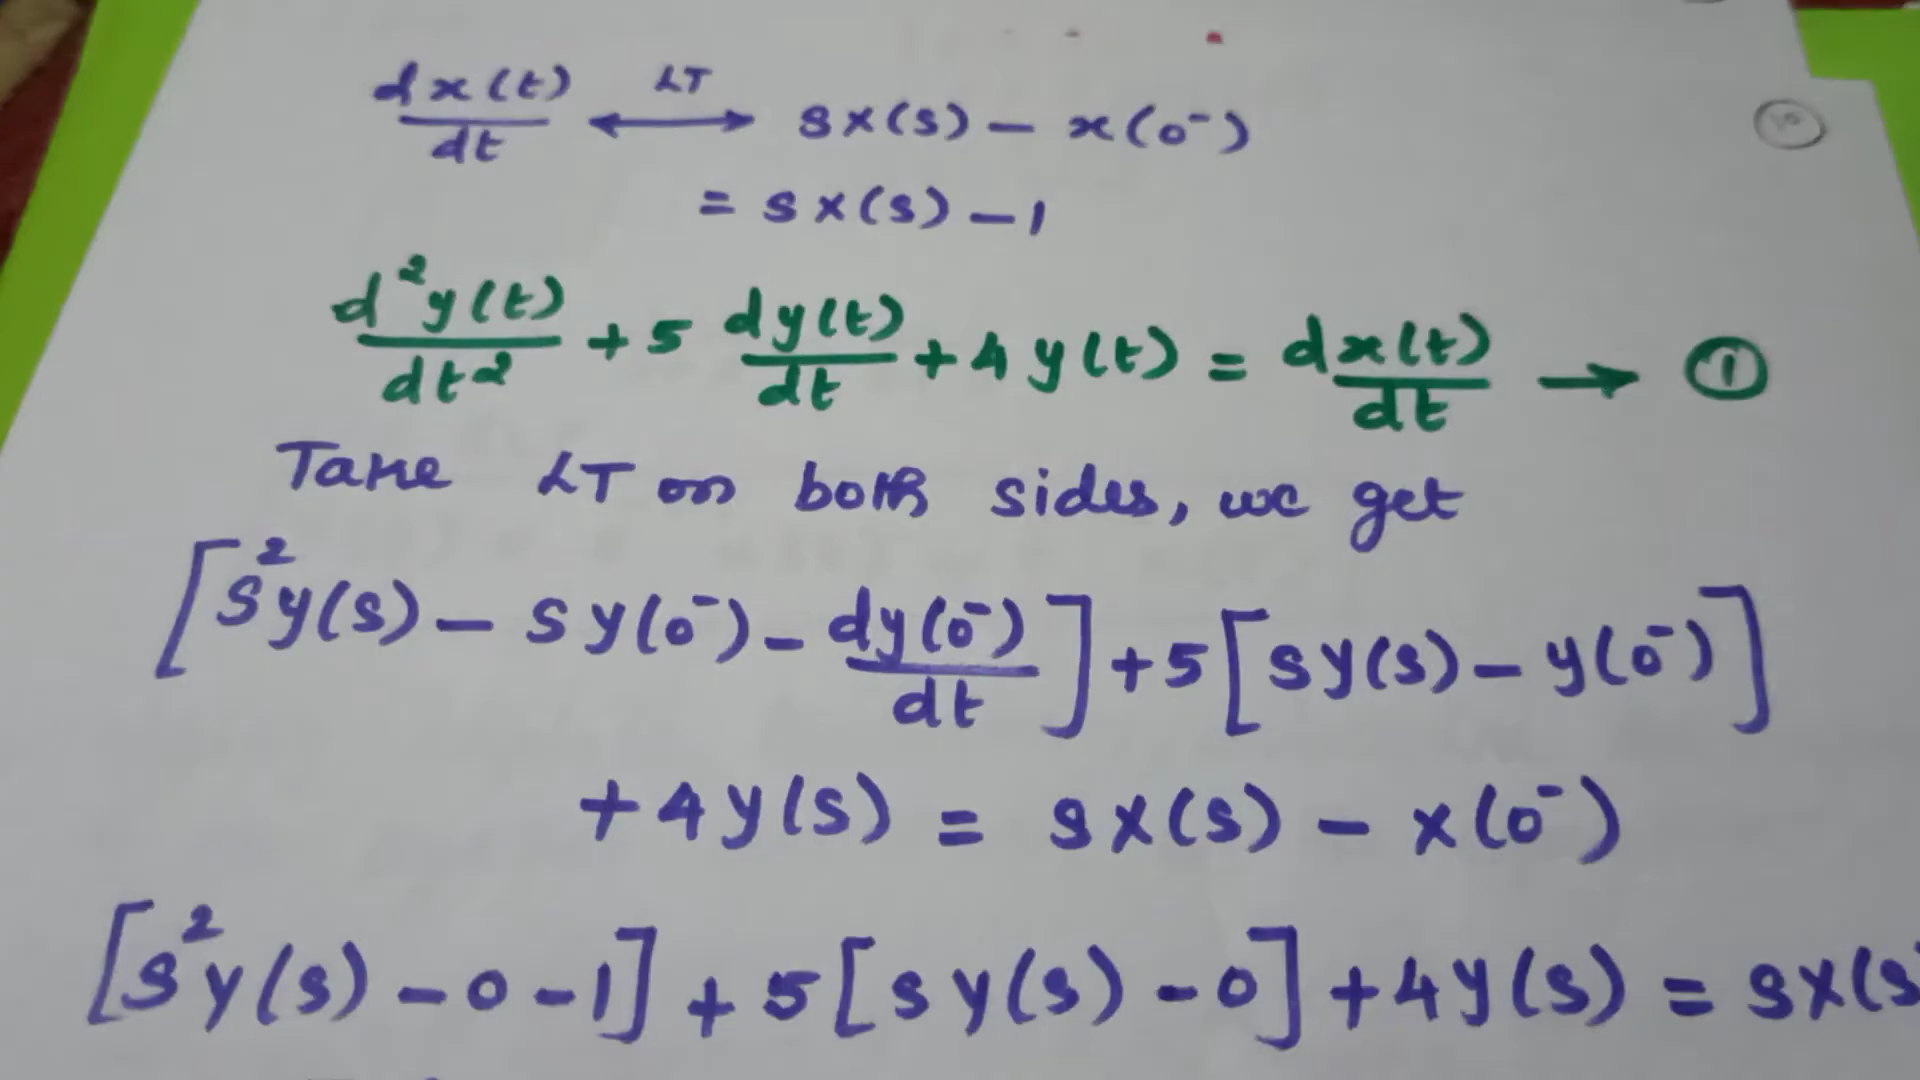 dx(t)/dt ←LT→ sX(s) – x(0⁻)
= sX(s) – 1
d²y(t)/dt² + 5 dy(t)/dt + 4y(t) = dx(t)/dt → ①
Take LT on both sides, we get
[s²y(s) – sy(0⁻) – dy(0⁻)/dt] + 5[sy(s) – y(0⁻)]
+ 4y(s) = sX(s) – x(0⁻)
[s²y(s) – 0 – 1] + 5[sy(s) – 0] + 4y(s) = sX(s